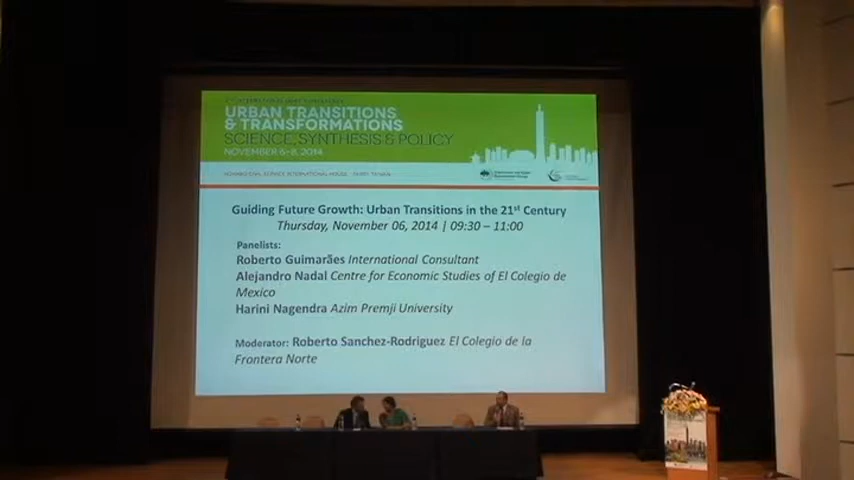 URBAN TRANSITIONS
& TRANSFORMATIONS
SCIENCE, SYNTHESIS & POLICY
NOVEMBER 6-8, 2014
Guiding Future Growth: Urban Transitions in the 21st Century
Thursday, November 06, 2014 | 09:30 – 11:00
Panelists:
Roberto Guimarães International Consultant
Alejandro Nadal Centre for Economic Studies of El Colegio de
Mexico
Harini Nagendra Azim Premji University
Moderator: Roberto Sanchez-Rodriguez El Colegio de la
Frontera Norte